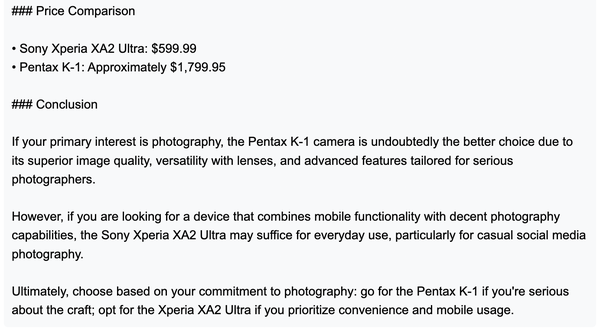 ### Price Comparison
• Sony Xperia XA2 Ultra: $599.99
• Pentax K-1: Approximately $1,799.95
### Conclusion
If your primary interest is photography, the Pentax K-1 camera is undoubtedly the better choice due to
its superior image quality, versatility with lenses, and advanced features tailored for serious
photographers.
However, if you are looking for a device that combines mobile functionality with decent photography
capabilities, the Sony Xperia XA2 Ultra may suffice for everyday use, particularly for casual social media
photography.
Ultimately, choose based on your commitment to photography: go for the Pentax K-1 if you're serious
about the craft; opt for the Xperia XA2 Ultra if you prioritize convenience and mobile usage.